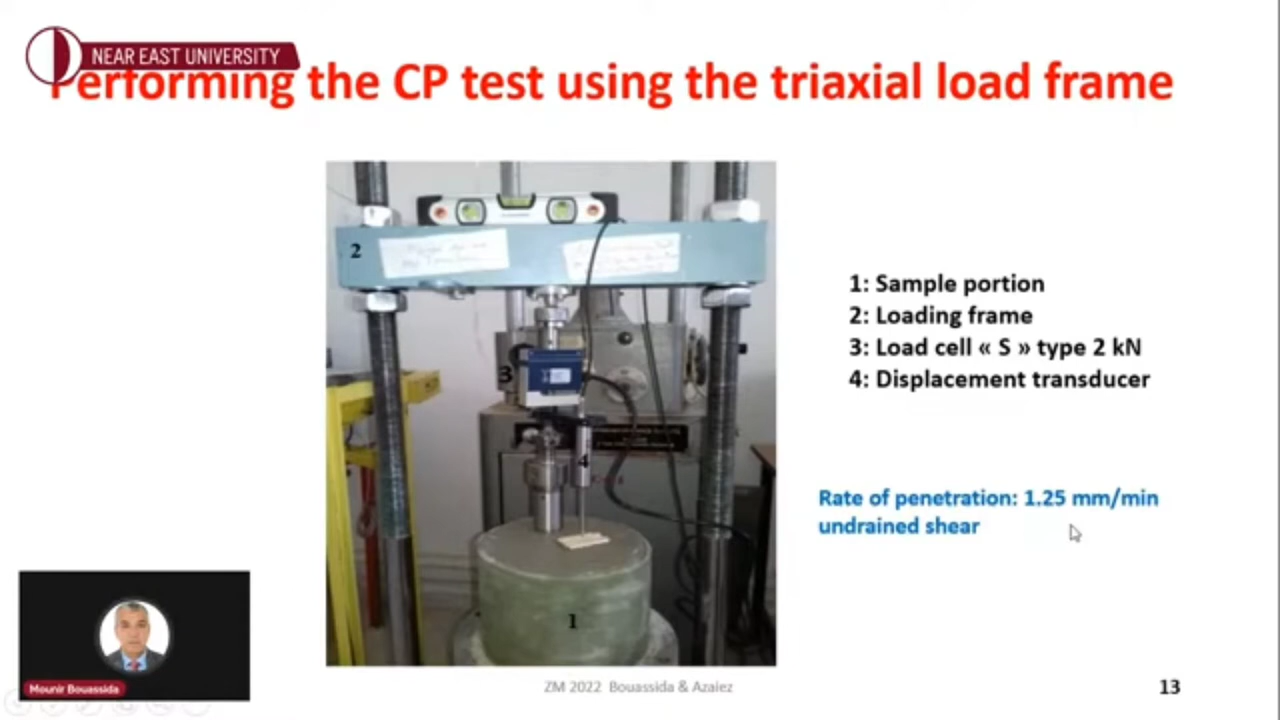 NEAR EAST UNIVERSITY
Performing the CP test using the triaxial load frame
2
3
4
1
1: Sample portion
2: Loading frame
3: Load cell « S » type 2 kN
4: Displacement transducer
Rate of penetration: 1.25 mm/min
undrained shear
Mounir Bouassida
ZM 2022 Bouassida & Azaiez
13